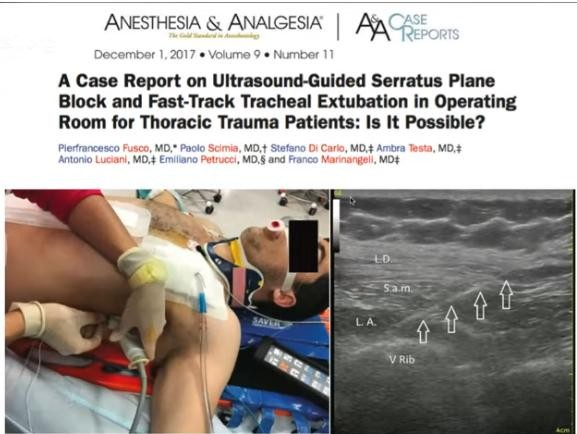 ANESTHESIA & ANALGESIA®
The Gold Standard in Anesthesiology
A&A CASE REPORTS
December 1, 2017 • Volume 9 • Number 11
A Case Report on Ultrasound-Guided Serratus Plane
Block and Fast-Track Tracheal Extubation in Operating
Room for Thoracic Trauma Patients: Is It Possible?
Pierfrancesco Fusco, MD,* Paolo Scimia, MD,† Stefano Di Carlo, MD,‡ Ambra Testa, MD,‡
Antonio Luciani, MD,‡ Emiliano Petrucci, MD,§ and Franco Marinangeli, MD‡
L.D.
S.a.m.
L. A.
V Rib
SAVER
4cm